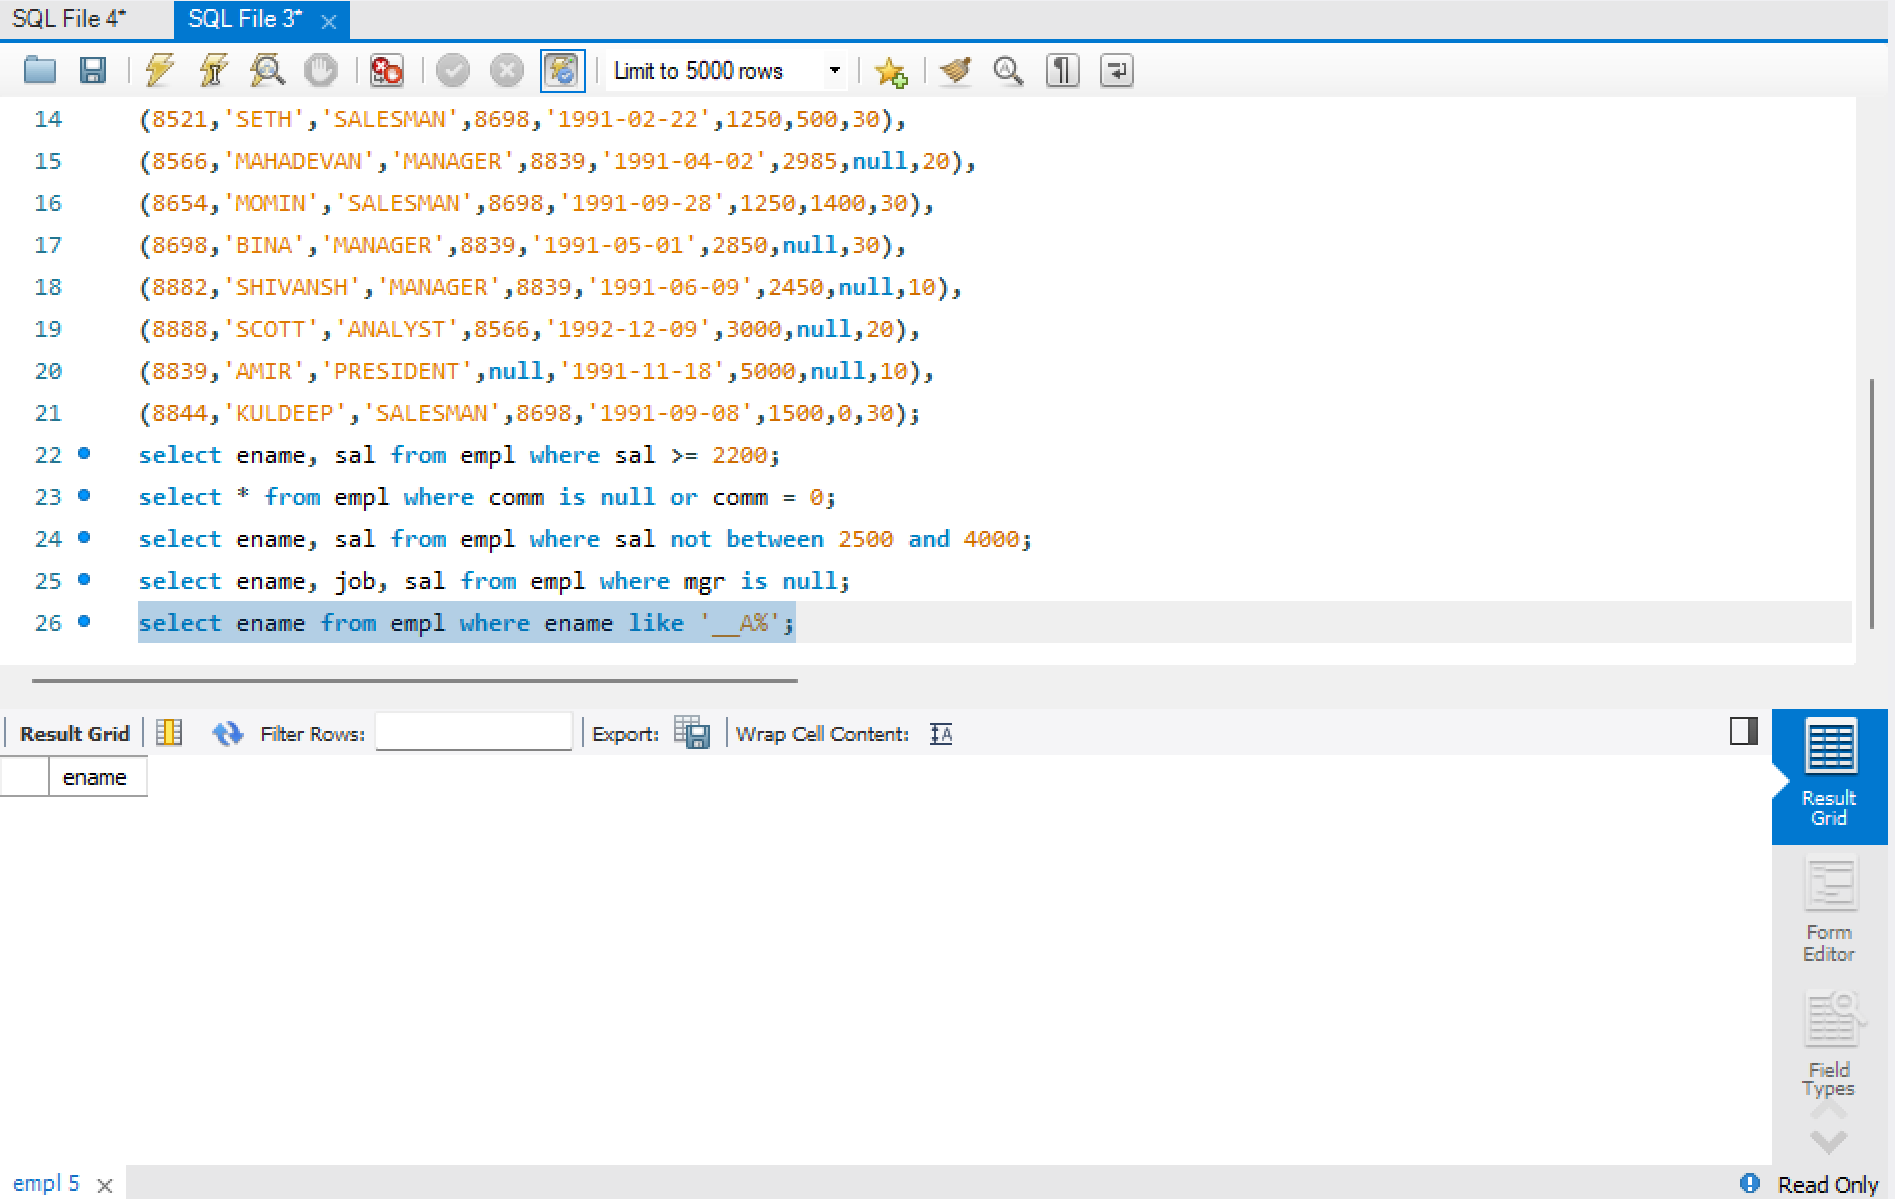 SQL File 4*
SQL File 3*
Limit to 5000 rows
14 (8521,'SETH','SALESMAN',8698,'1991-02-22',1250,500,30),
15 (8566,'MAHADEVAN','MANAGER',8839,'1991-04-02',2985,null,20),
16 (8654,'MOMIN','SALESMAN',8698,'1991-09-28',1250,1400,30),
17 (8698,'BINA','MANAGER',8839,'1991-05-01',2850,null,30),
18 (8882,'SHIVANSH','MANAGER',8839,'1991-06-09',2450,null,10),
19 (8888,'SCOTT','ANALYST',8566,'1992-12-09',3000,null,20),
20 (8839,'AMIR','PRESIDENT',null,'1991-11-18',5000,null,10),
21 (8844,'KULDEEP','SALESMAN',8698,'1991-09-08',1500,0,30);
22 select ename, sal from empl where sal >= 2200;
23 select * from empl where comm is null or comm = 0;
24 select ename, sal from empl where sal not between 2500 and 4000;
25 select ename, job, sal from empl where mgr is null;
26 select ename from empl where ename like '__A%';
Result Grid Filter Rows: Export: Wrap Cell Content:
ename
Result
Grid
Form
Editor
Field
Types
empl 5
Read Only